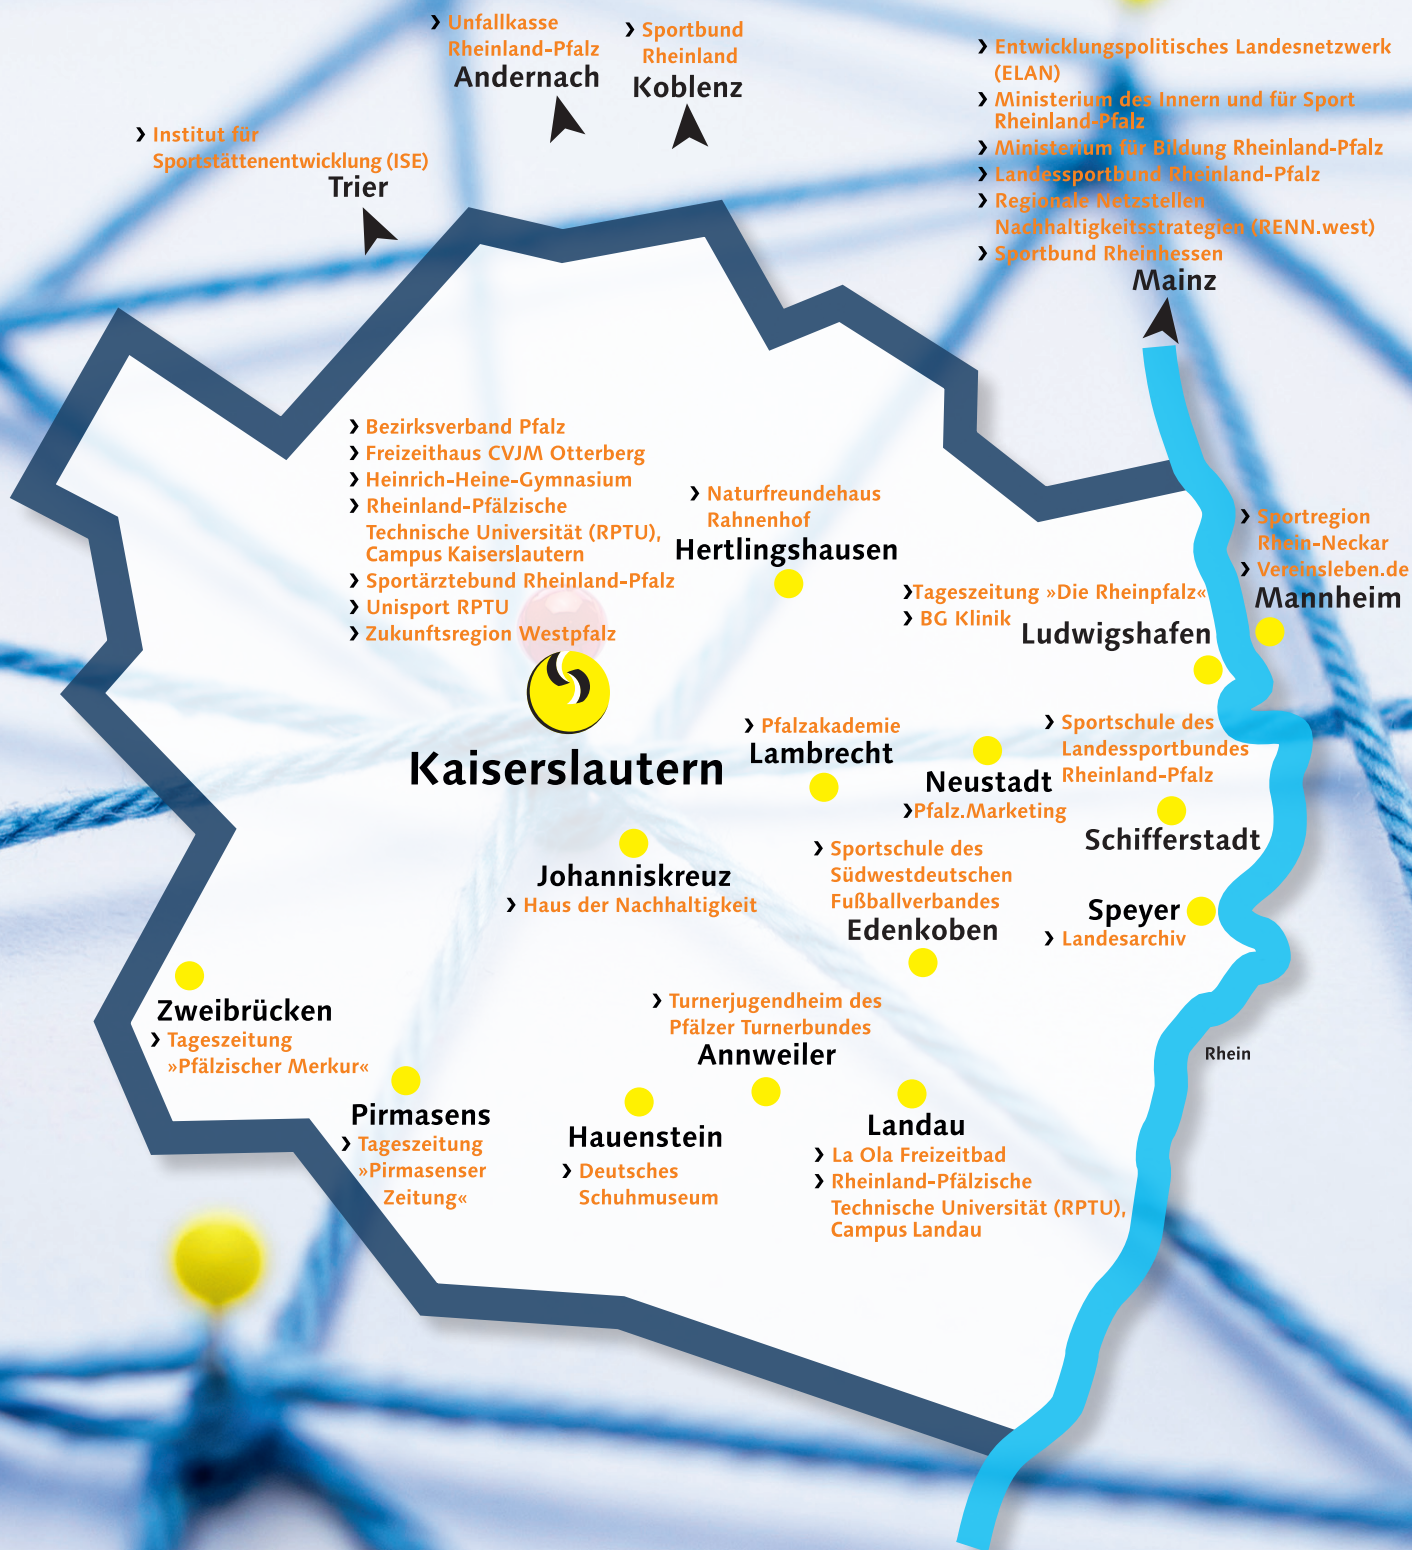 ❯ Unfallkasse
Rheinland-Pfalz
Andernach
❯ Sportbund
Rheinland
Koblenz
❯ Entwicklungspolitisches Landesnetzwerk
(ELAN)
❯ Ministerium des Innern und für Sport
Rheinland-Pfalz
❯ Ministerium für Bildung Rheinland-Pfalz
❯ Landessportbund Rheinland-Pfalz
❯ Regionale Netzstellen
Nachhaltigkeitsstrategien (RENN.west)
❯ Sportbund Rheinhessen
Mainz
❯ Institut für
Sportstättenentwicklung (ISE)
Trier
❯ Bezirksverband Pfalz
❯ Freizeithaus CVJM Otterberg
❯ Heinrich-Heine-Gymnasium
❯ Rheinland-Pfälzische
Technische Universität (RPTU),
Campus Kaiserslautern
❯ Sportärztebund Rheinland-Pfalz
❯ Unisport RPTU
❯ Zukunftsregion Westpfalz
Kaiserslautern
❯ Naturfreundehaus
Rahnenhof
Hertlingshausen
❯ Sportregion
Rhein-Neckar
❯ Vereinsleben.de
Mannheim
❯Tageszeitung »Die Rheinpfalz«
❯ BG Klinik
Ludwigshafen
❯ Pfalzakademie
Lambrecht
Neustadt
❯Pfalz.Marketing
❯ Sportschule des
Landessportbundes
Rheinland-Pfalz
Schifferstadt
Johanniskreuz
❯ Haus der Nachhaltigkeit
❯ Sportschule des
Südwestdeutschen
Fußballverbandes
Edenkoben
Speyer
❯ Landesarchiv
Zweibrücken
❯ Tageszeitung
»Pfälzischer Merkur«
❯ Turnerjugendheim des
Pfälzer Turnerbundes
Annweiler
Rhein
Pirmasens
❯ Tageszeitung
»Pirmasenser
Zeitung«
Hauenstein
❯ Deutsches
Schuhmuseum
Landau
❯ La Ola Freizeitbad
❯ Rheinland-Pfälzische
Technische Universität (RPTU),
Campus Landau